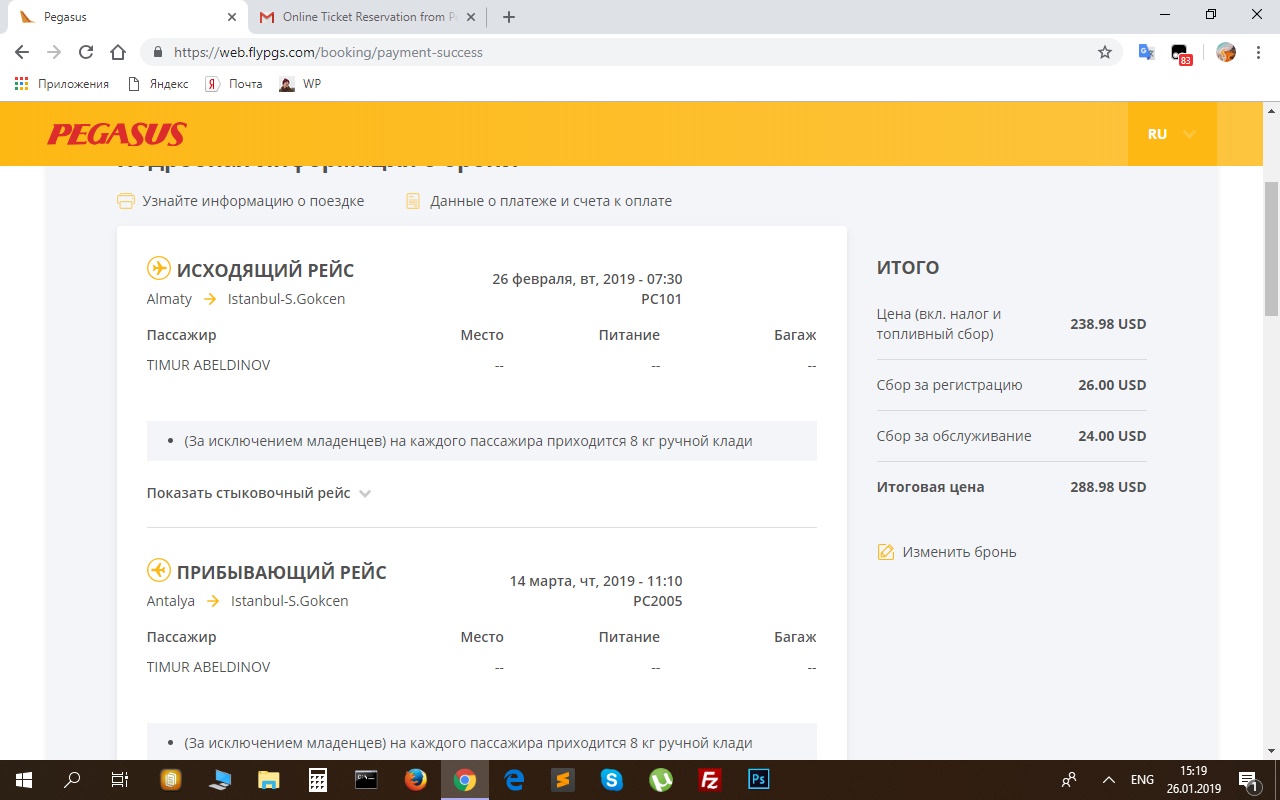 Pegasus
Online Ticket Reservation from P
https://web.flypgs.com/booking/payment-success
83
Приложения
Яндекс
Почта
WP
PEGASUS
RU
Узнайте информацию о поездке
Данные о платеже и счета к оплате
ИСХОДЯЩИЙ РЕЙС
26 февраля, вт, 2019 - 07:30
Almaty → Istanbul-S.Gokcen
PC101
Пассажир Место Питание Багаж
TIMUR ABELDINOV -- -- --
• (За исключением младенцев) на каждого пассажира приходится 8 кг ручной клади
Показать стыковочный рейс
ПРИБЫВАЮЩИЙ РЕЙС
14 марта, чт, 2019 - 11:10
Antalya → Istanbul-S.Gokcen
PC2005
Пассажир Место Питание Багаж
TIMUR ABELDINOV -- -- --
• (За исключением младенцев) на каждого пассажира приходится 8 кг ручной клади
ИТОГО
Цена (вкл. налог и
топливный сбор) 238.98 USD
Сбор за регистрацию 26.00 USD
Сбор за обслуживание 24.00 USD
Итоговая цена 288.98 USD
Изменить бронь
ENG
15:19
26.01.2019
1